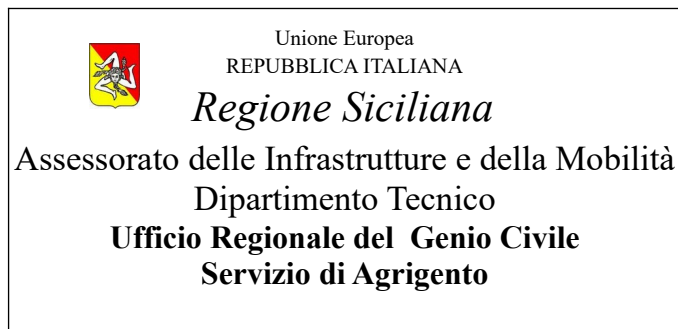 Unione Europea
REPUBBLICA ITALIANA
Regione Siciliana
Assessorato delle Infrastrutture e della Mobilità
Dipartimento Tecnico
Ufficio Regionale del Genio Civile
Servizio di Agrigento